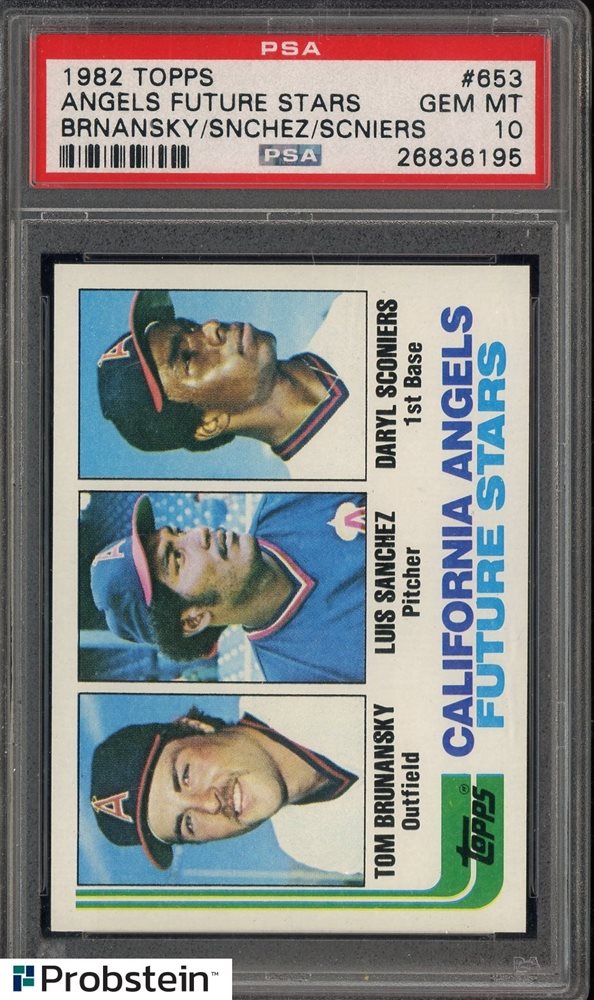 PSA
1982 TOPPS #653
ANGELS FUTURE STARS GEM MT
BRNANSKY/SNCHEZ/SCNIERS 10
PSA 26836195
A
A
A
TOM BRUNANSKY
Outfield
LUIS SANCHEZ
Pitcher
DARYL SCONIERS
1st Base
TOPPS®
CALIFORNIA ANGELS
FUTURE STARS
Probstein™